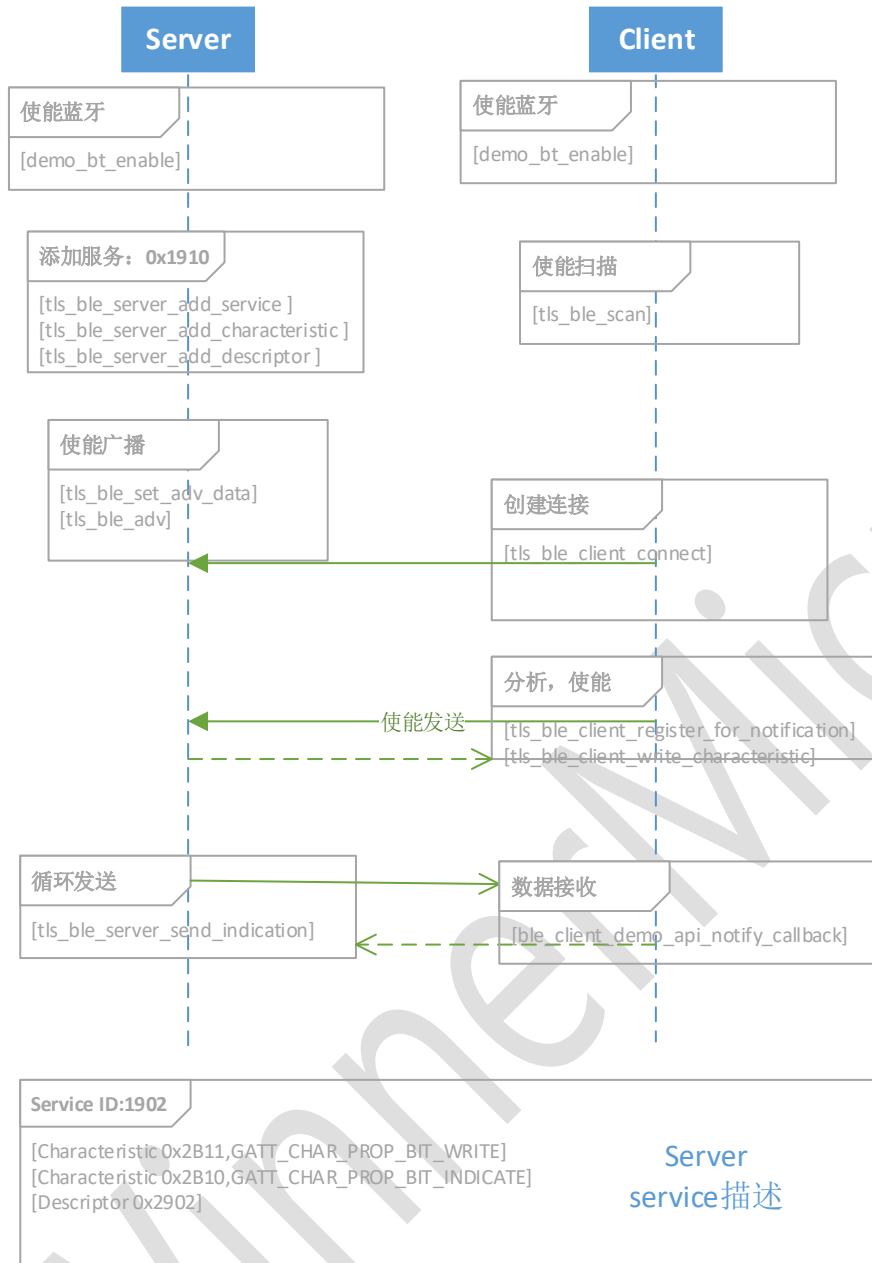 Server
Client
使能蓝牙
[demo_bt_enable]
使能蓝牙
[demo_bt_enable]
添加服务：0x1910
[tls_ble_server_add_service ]
[tls_ble_server_add_characteristic ]
[tls_ble_server_add_descriptor ]
使能扫描
[tls_ble_scan]
使能广播
[tls_ble_set_adv_data]
[tls_ble_adv]
创建连接
[tls_ble_client_connect]
分析，使能
使能发送
[tls_ble_client_register_for_notification]
[tls_ble_client_write_characteristic]
循环发送
[tls_ble_server_send_indication]
数据接收
[ble_client_demo_api_notify_callback]
Service ID:1902
[Characteristic 0x2B11,GATT_CHAR_PROP_BIT_WRITE]
[Characteristic 0x2B10,GATT_CHAR_PROP_BIT_INDICATE]
[Descriptor 0x2902]
Server
service描述
WinnerMic